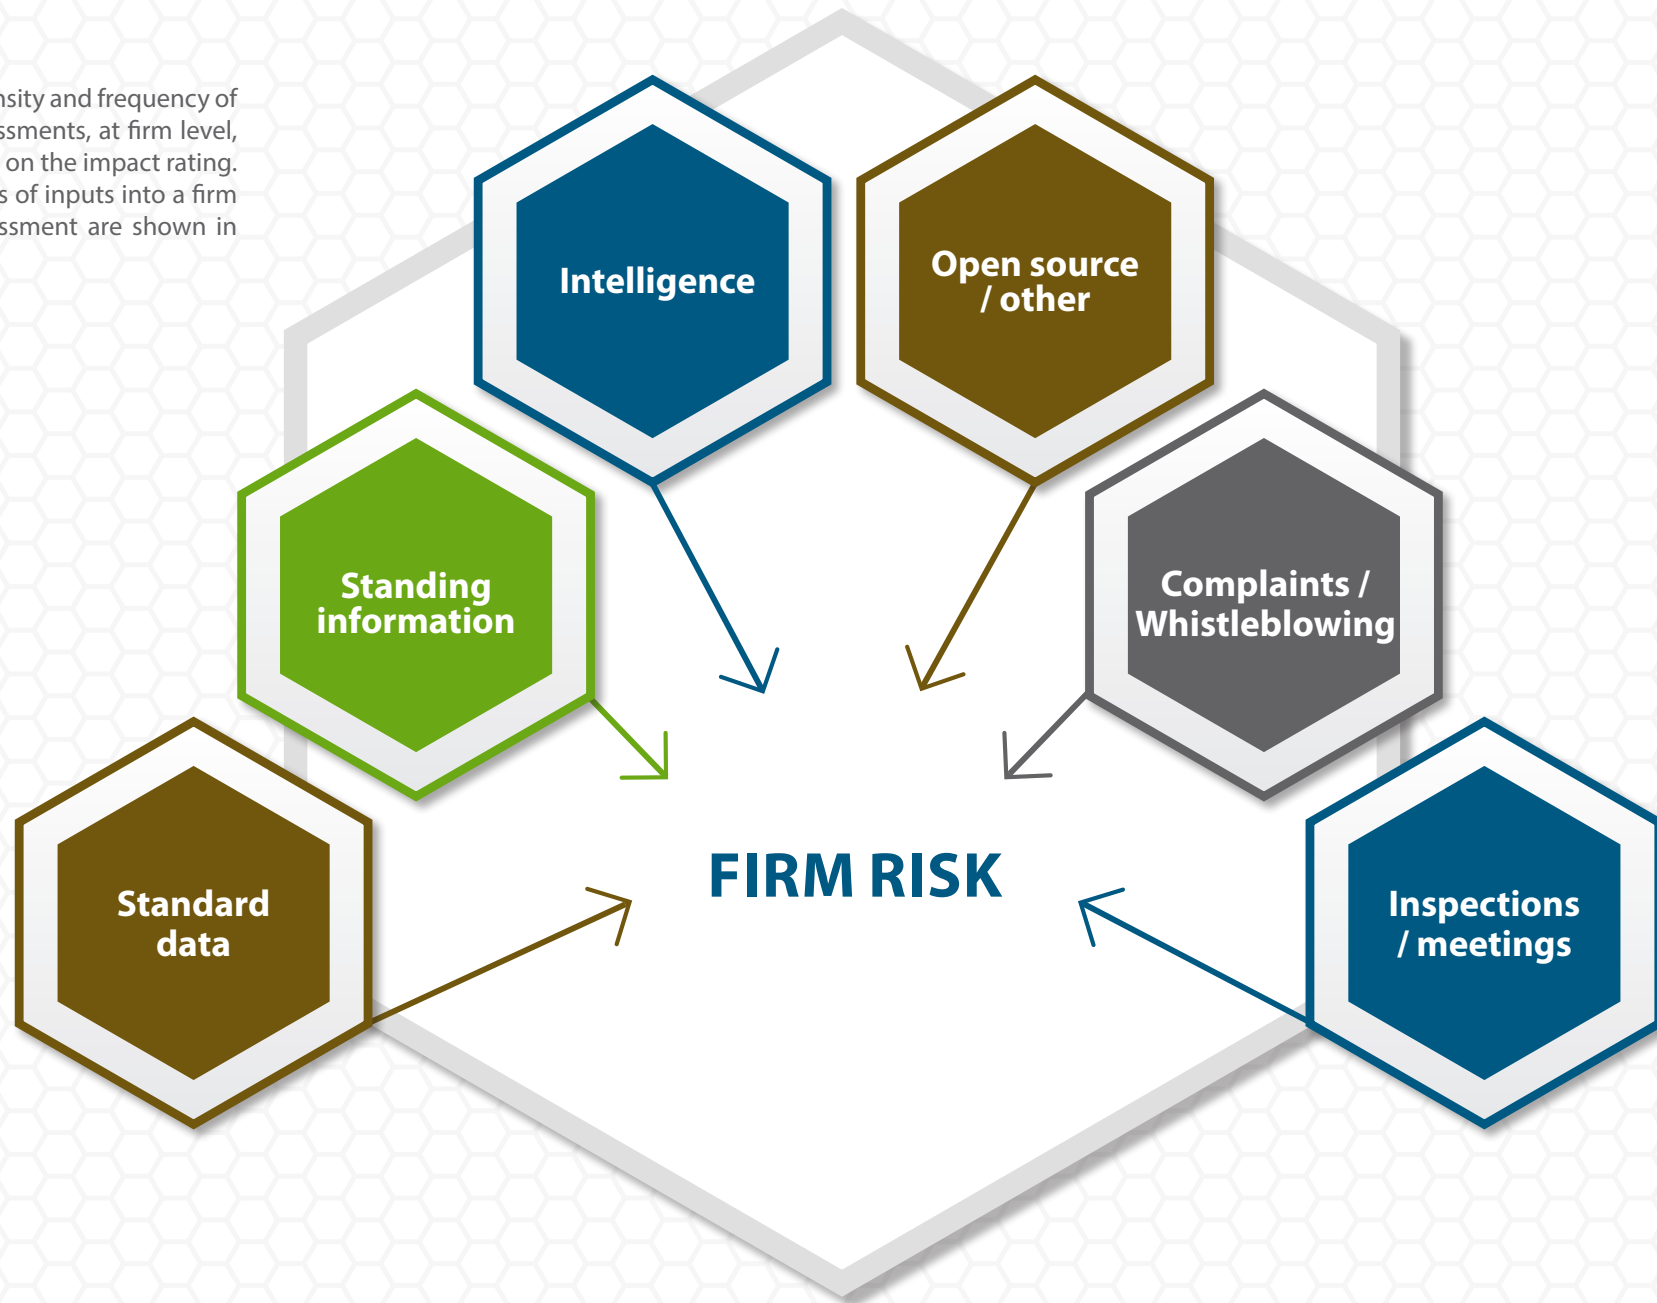 nsity and frequency of
ssments, at firm level,
on the impact rating.
s of inputs into a firm
ssment are shown in
Intelligence
Open source
/ other
Standing
information
Complaints /
Whistleblowing
FIRM RISK
Standard
data
Inspections
/ meetings